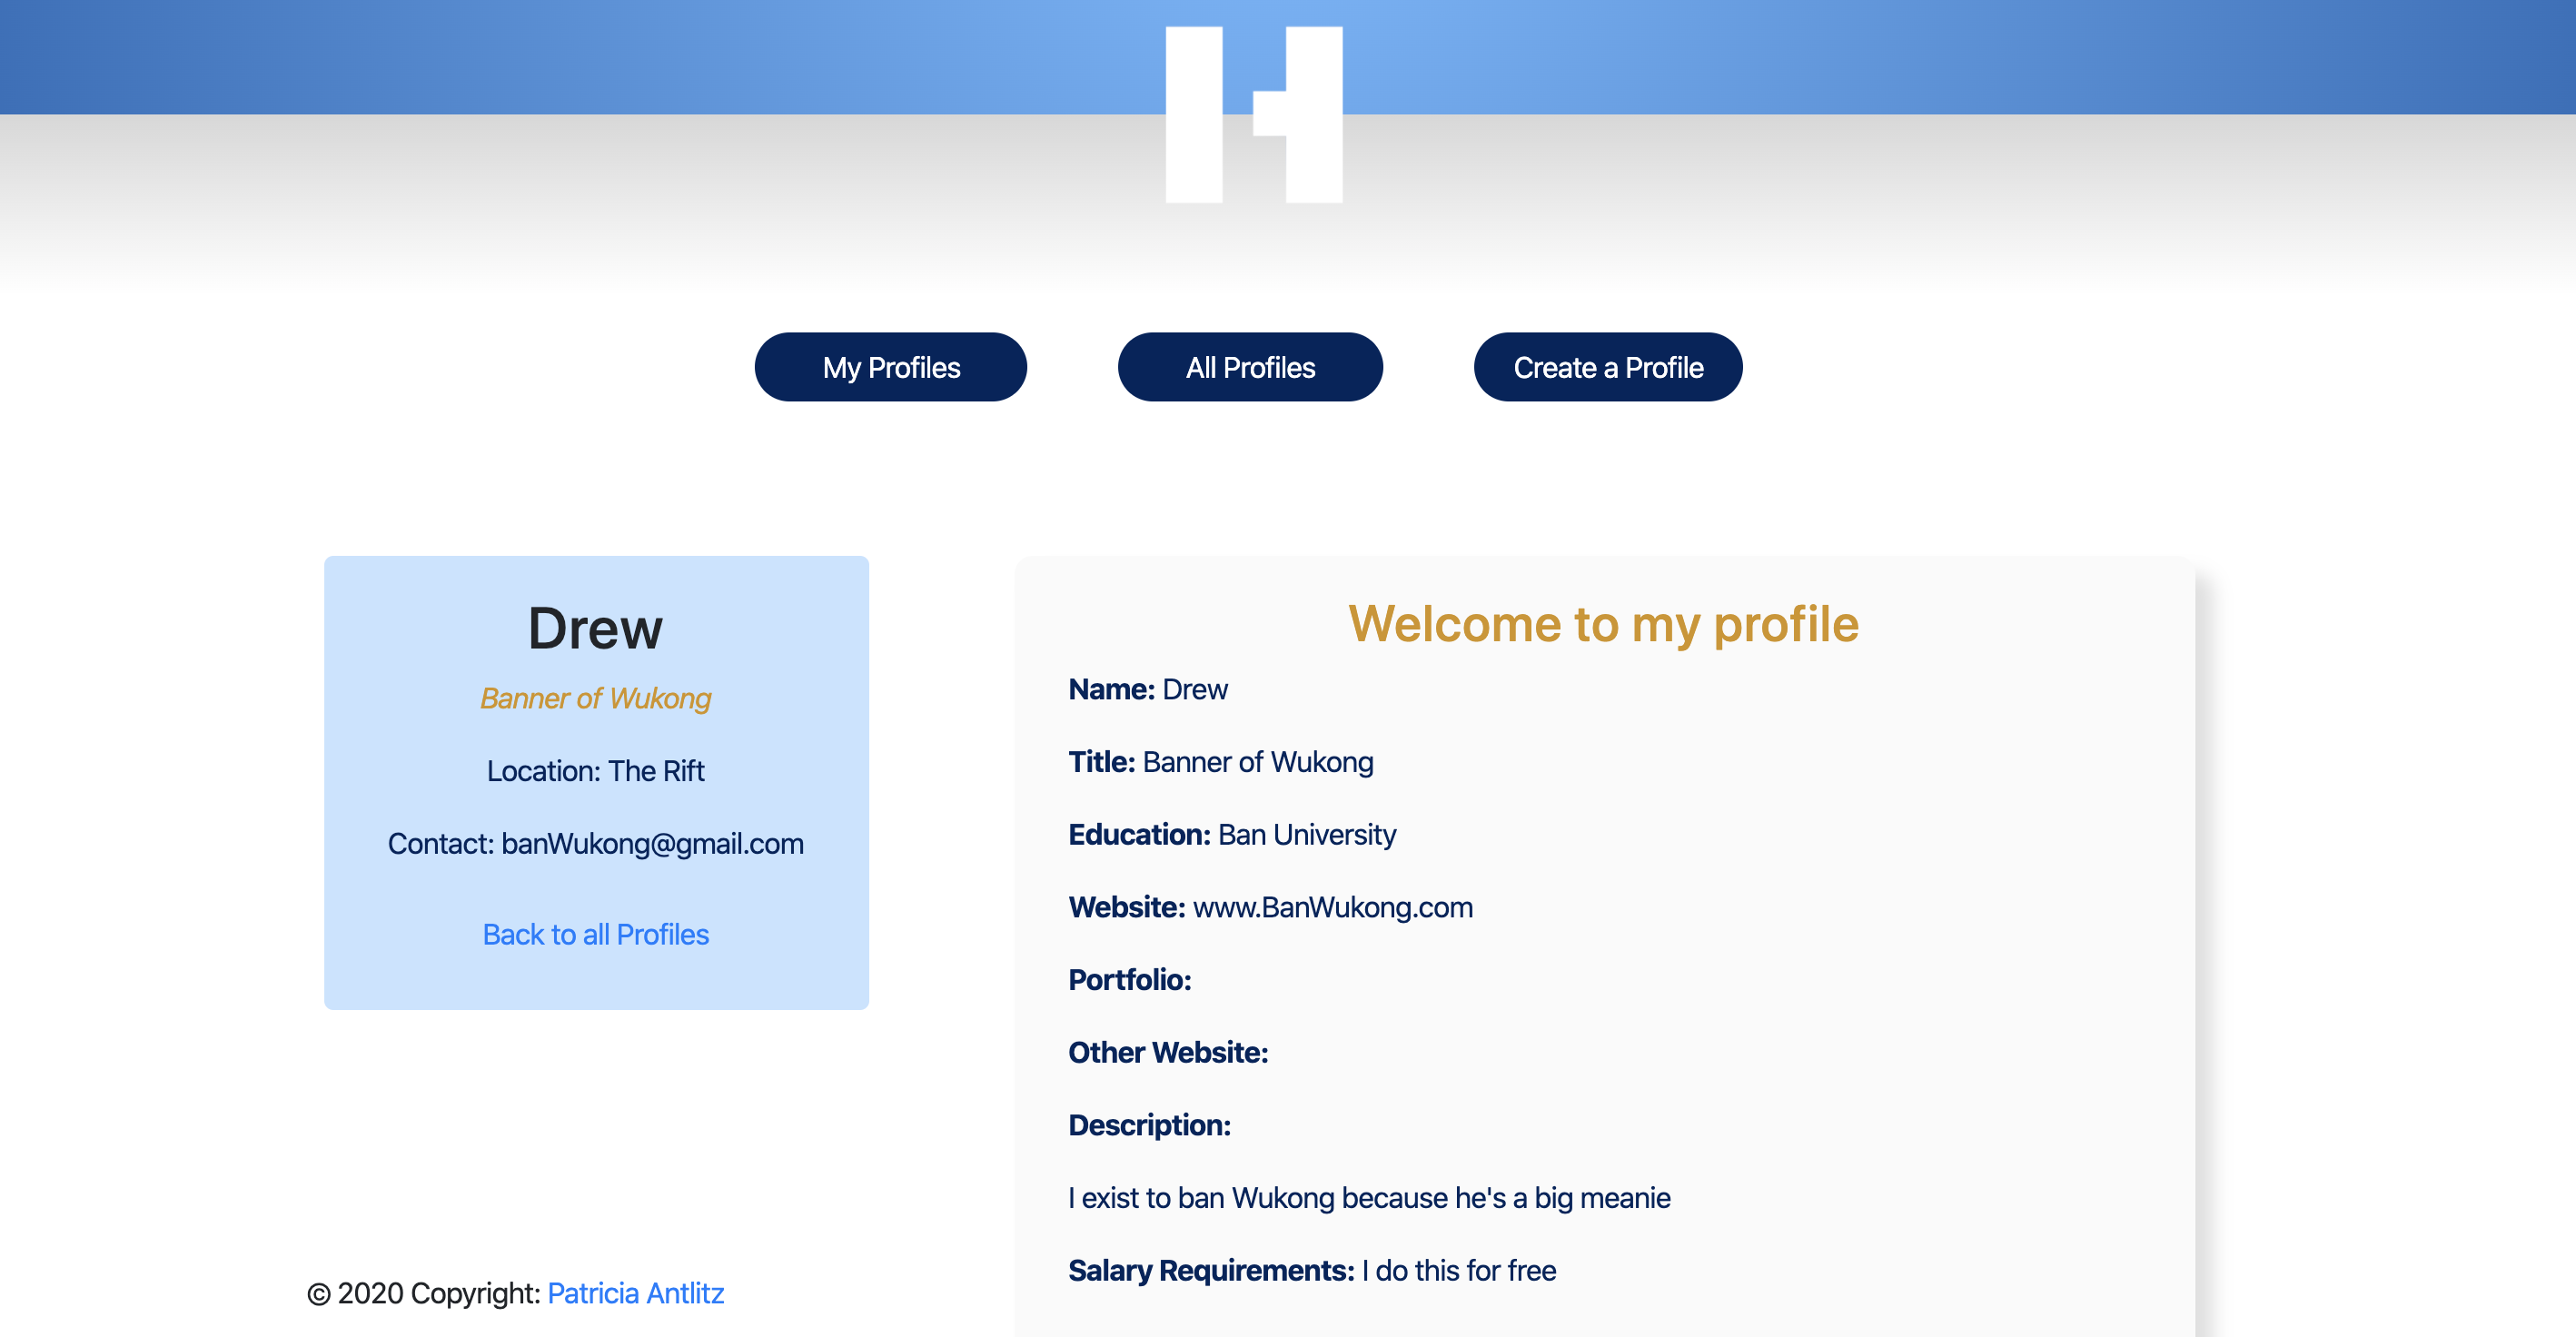 H
My Profiles
All Profiles
Create a Profile
Drew
Banner of Wukong
Location: The Rift
Contact: banWukong@gmail.com
Back to all Profiles
Welcome to my profile
Name: Drew
Title: Banner of Wukong
Education: Ban University
Website: www.BanWukong.com
Portfolio:
Other Website:
Description:
I exist to ban Wukong because he's a big meanie
Salary Requirements: I do this for free
© 2020 Copyright: Patricia Antlitz